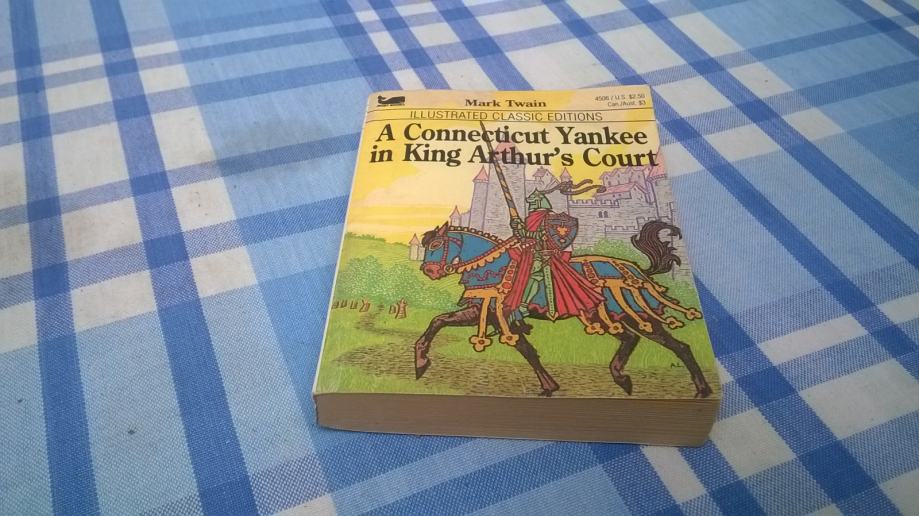 Mark Twain
4506 / U.S. $2.50
Can./Aust. $3
ILLUSTRATED CLASSIC EDITIONS
A Connecticut Yankee
in King Arthur's Court